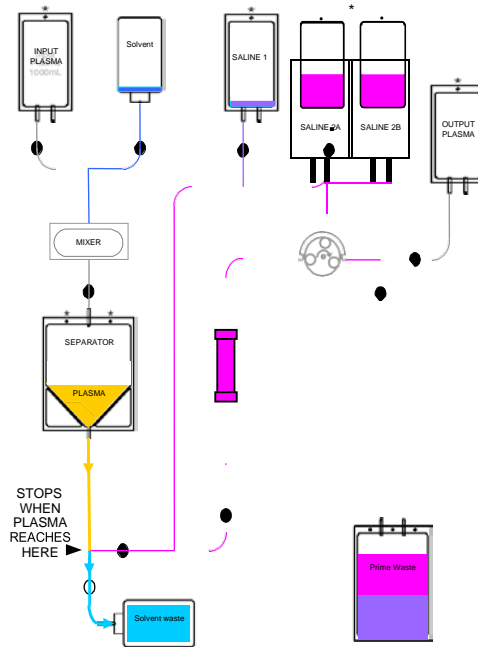 INPUT
PLASMA
1000mL
Solvent
SALINE 1
SALINE 2A
SALINE 2B
OUTPUT
PLASMA
MIXER
SEPARATOR
PLASMA
STOPS
WHEN
PLASMA
REACHES
HERE
Solvent waste
Prime Waste